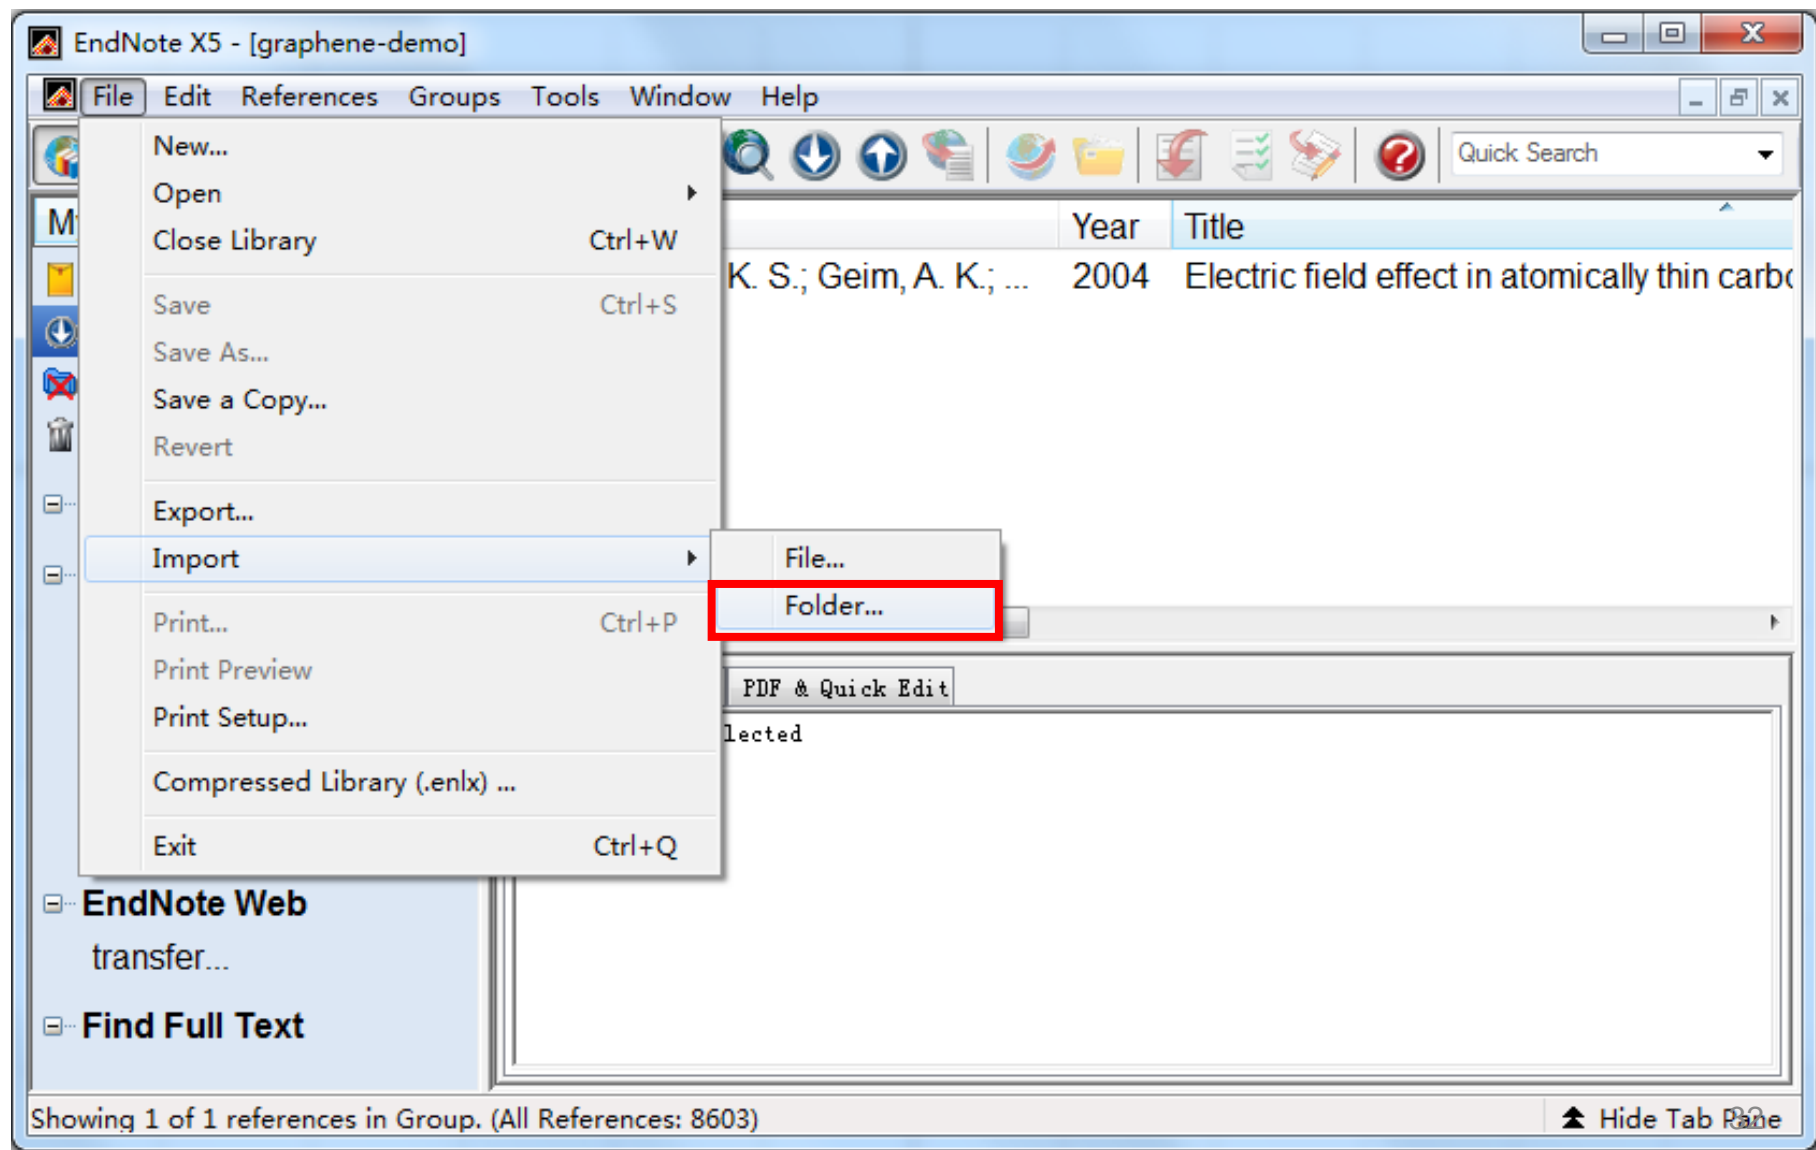 EndNote X5 - [graphene-demo]
File Edit References Groups Tools Window Help
New...
Quick Search
Open
M
Year Title
Close Library Ctrl+W
K. S.; Geim, A. K.; ... 2004 Electric field effect in atomically thin carbo
Save Ctrl+S
Save As...
Save a Copy...
Revert
Export...
Import
File...
Folder...
Print... Ctrl+P
Print Preview
PDF & Quick Edit
Print Setup...
lected
Compressed Library (.enlx) ...
Exit Ctrl+Q
EndNote Web
transfer...
Find Full Text
Showing 1 of 1 references in Group. (All References: 8603)
Hide Tab Pane
32